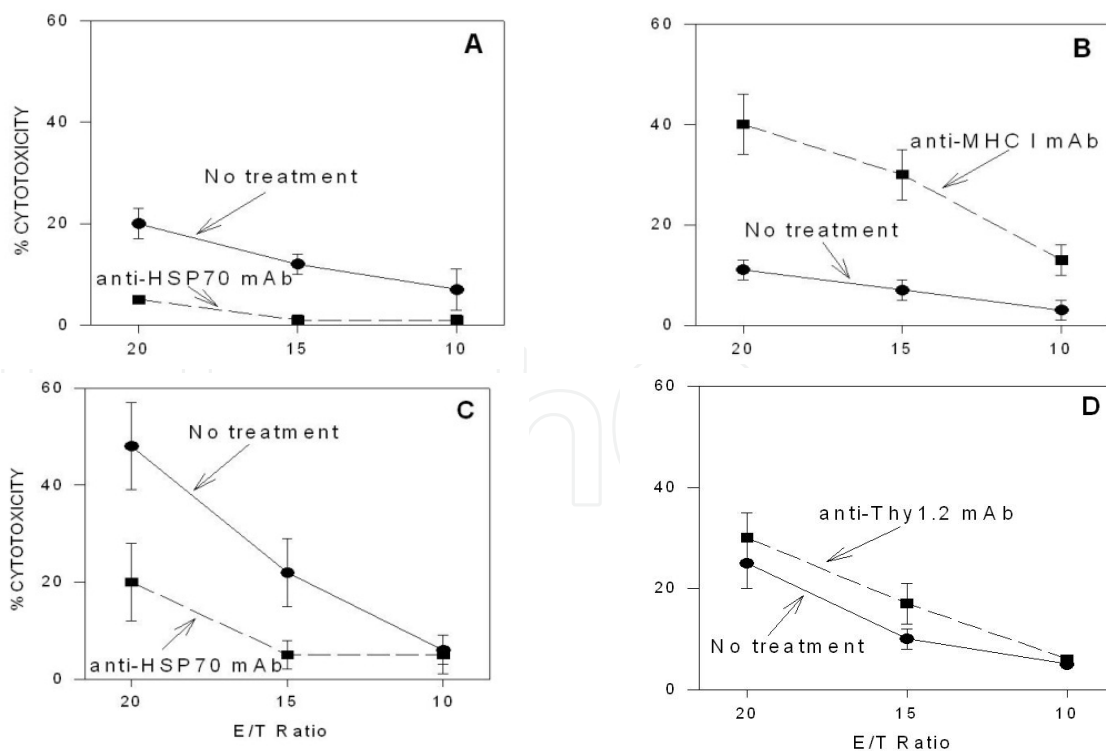 60
40
20
0
% CYTOTOXICITY
A
No treatment
anti-HSP70 mAb
20
15
10
60
40
20
0
B
anti-MHC I mAb
No treatment
20
15
10
60
40
20
0
% CYTOTOXICITY
C
No treatment
anti-HSP70 mAb
20
15
10
E/T Ratio
60
40
20
0
D
anti-Thy1.2 mAb
No treatment
20
15
10
E/T Ratio